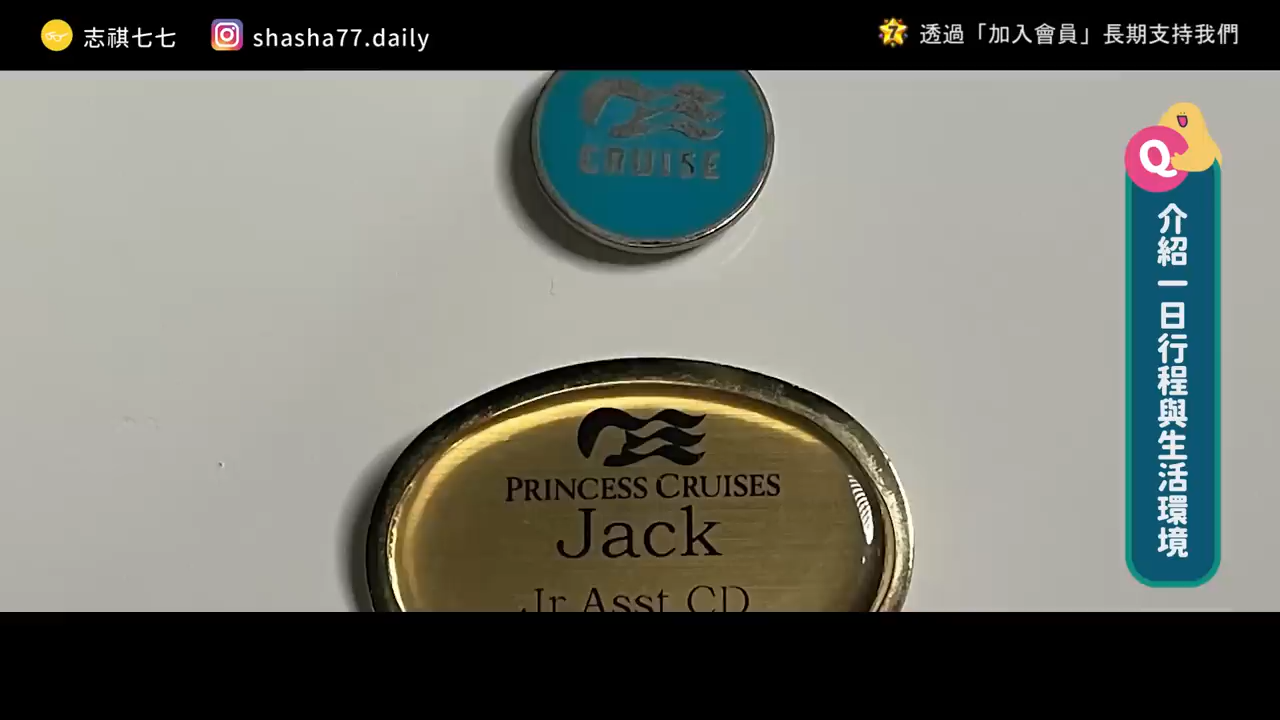 志祺七七
shasha77.daily
7
透過「加入會員」長期支持我們
CRUISE
Q
介紹一日行程與生活環境
PRINCESS CRUISES
Jack
Jr Asst CD